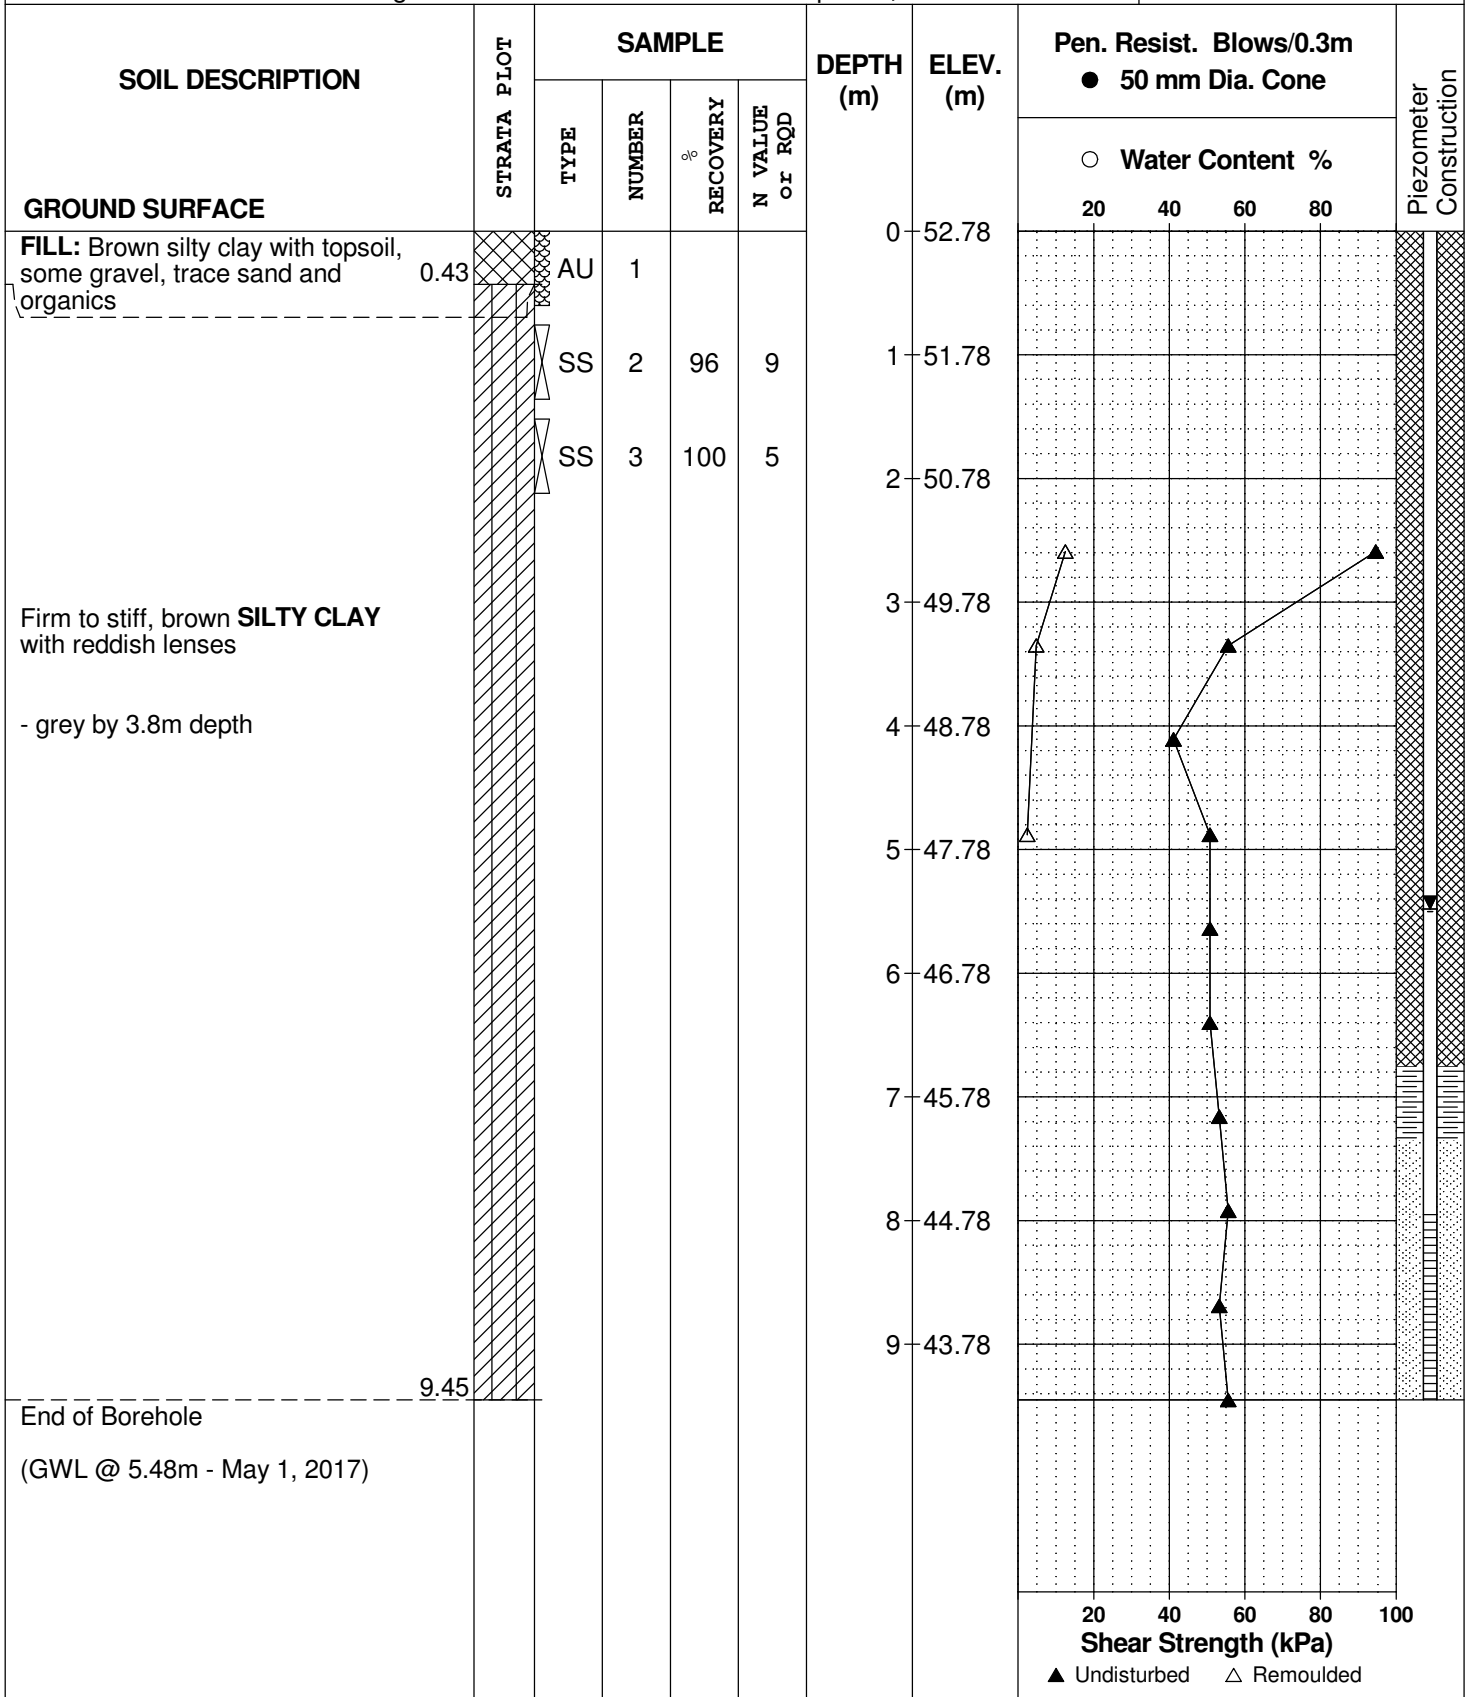 SOIL DESCRIPTION
GROUND SURFACE
STRATA PLOT
SAMPLE
TYPE
NUMBER
%
RECOVERY
N VALUE
or RQD
DEPTH
(m)
ELEV.
(m)
Pen. Resist. Blows/0.3m
● 50 mm Dia. Cone
○ Water Content %
20 40 60 80
Piezometer
Construction
FILL: Brown silty clay with topsoil,
some gravel, trace sand and
organics
0.43
AU 1
SS 2 96 9
SS 3 100 5
0 52.78
1 51.78
2 50.78
3 49.78
4 48.78
5 47.78
6 46.78
7 45.78
8 44.78
9 43.78
Firm to stiff, brown SILTY CLAY
with reddish lenses
- grey by 3.8m depth
9.45
End of Borehole
(GWL @ 5.48m - May 1, 2017)
20 40 60 80 100
Shear Strength (kPa)
▲ Undisturbed △ Remoulded